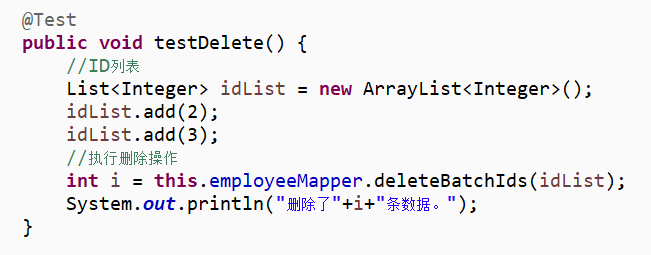 @Test
public void testDelete() {
    //ID列表
    List<Integer> idList = new ArrayList<Integer>();
    idList.add(2);
    idList.add(3);
    //执行删除操作
    int i = this.employeeMapper.deleteBatchIds(idList);
    System.out.println("删除了"+i+"条数据。");
}